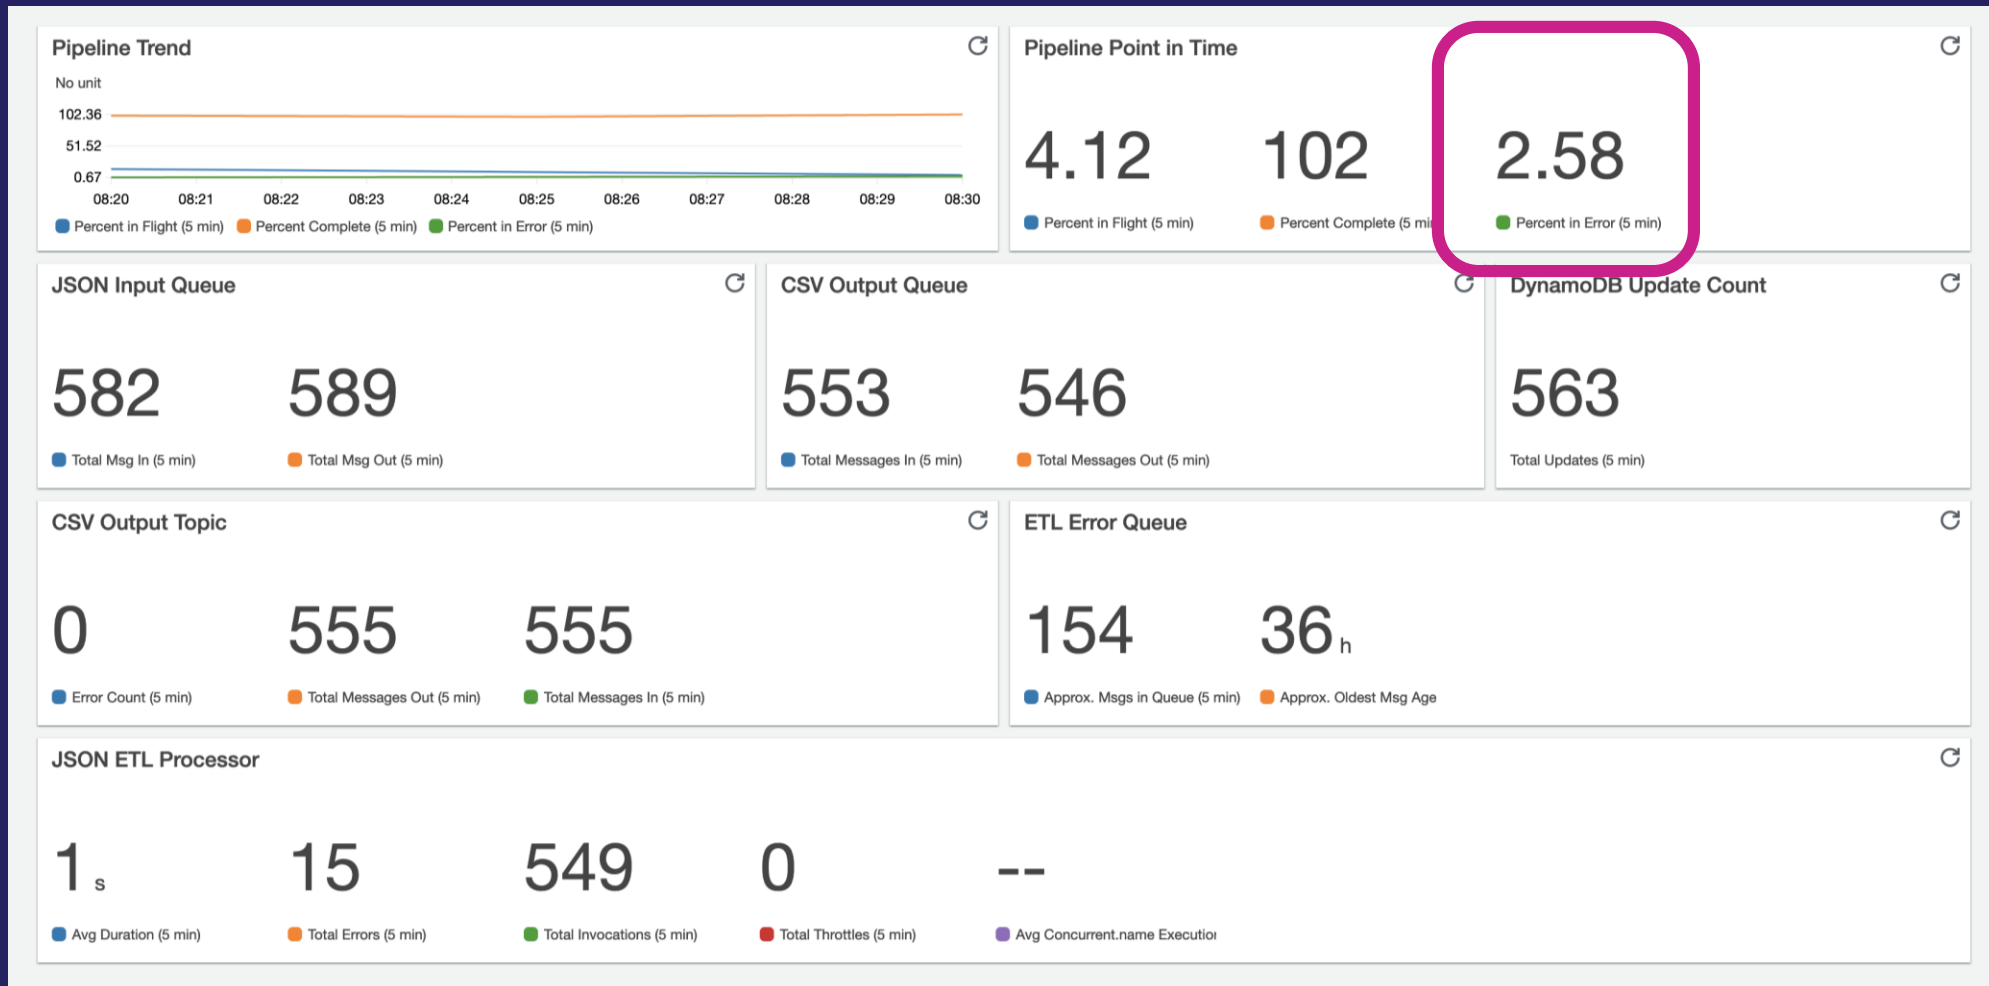 Pipeline Trend
No unit
102.36
51.52
0.67
08:20 08:21 08:22 08:23 08:24 08:25 08:26 08:27 08:28 08:29 08:30
Percent in Flight (5 min) Percent Complete (5 min) Percent in Error (5 min)
Pipeline Point in Time
4.12 102 2.58
Percent in Flight (5 min) Percent Complete (5 mi Percent in Error (5 min)
JSON Input Queue
582 589
Total Msg In (5 min) Total Msg Out (5 min)
CSV Output Queue
553 546
Total Messages In (5 min) Total Messages Out (5 min)
DynamoDB Update Count
563
Total Updates (5 min)
CSV Output Topic
0 555 555
Error Count (5 min) Total Messages Out (5 min) Total Messages In (5 min)
ETL Error Queue
154 36 h
Approx. Msgs in Queue (5 min) Approx. Oldest Msg Age
JSON ETL Processor
1 s 15 549 0 --
Avg Duration (5 min) Total Errors (5 min) Total Invocations (5 min) Total Throttles (5 min) Avg Concurrent.name Execution